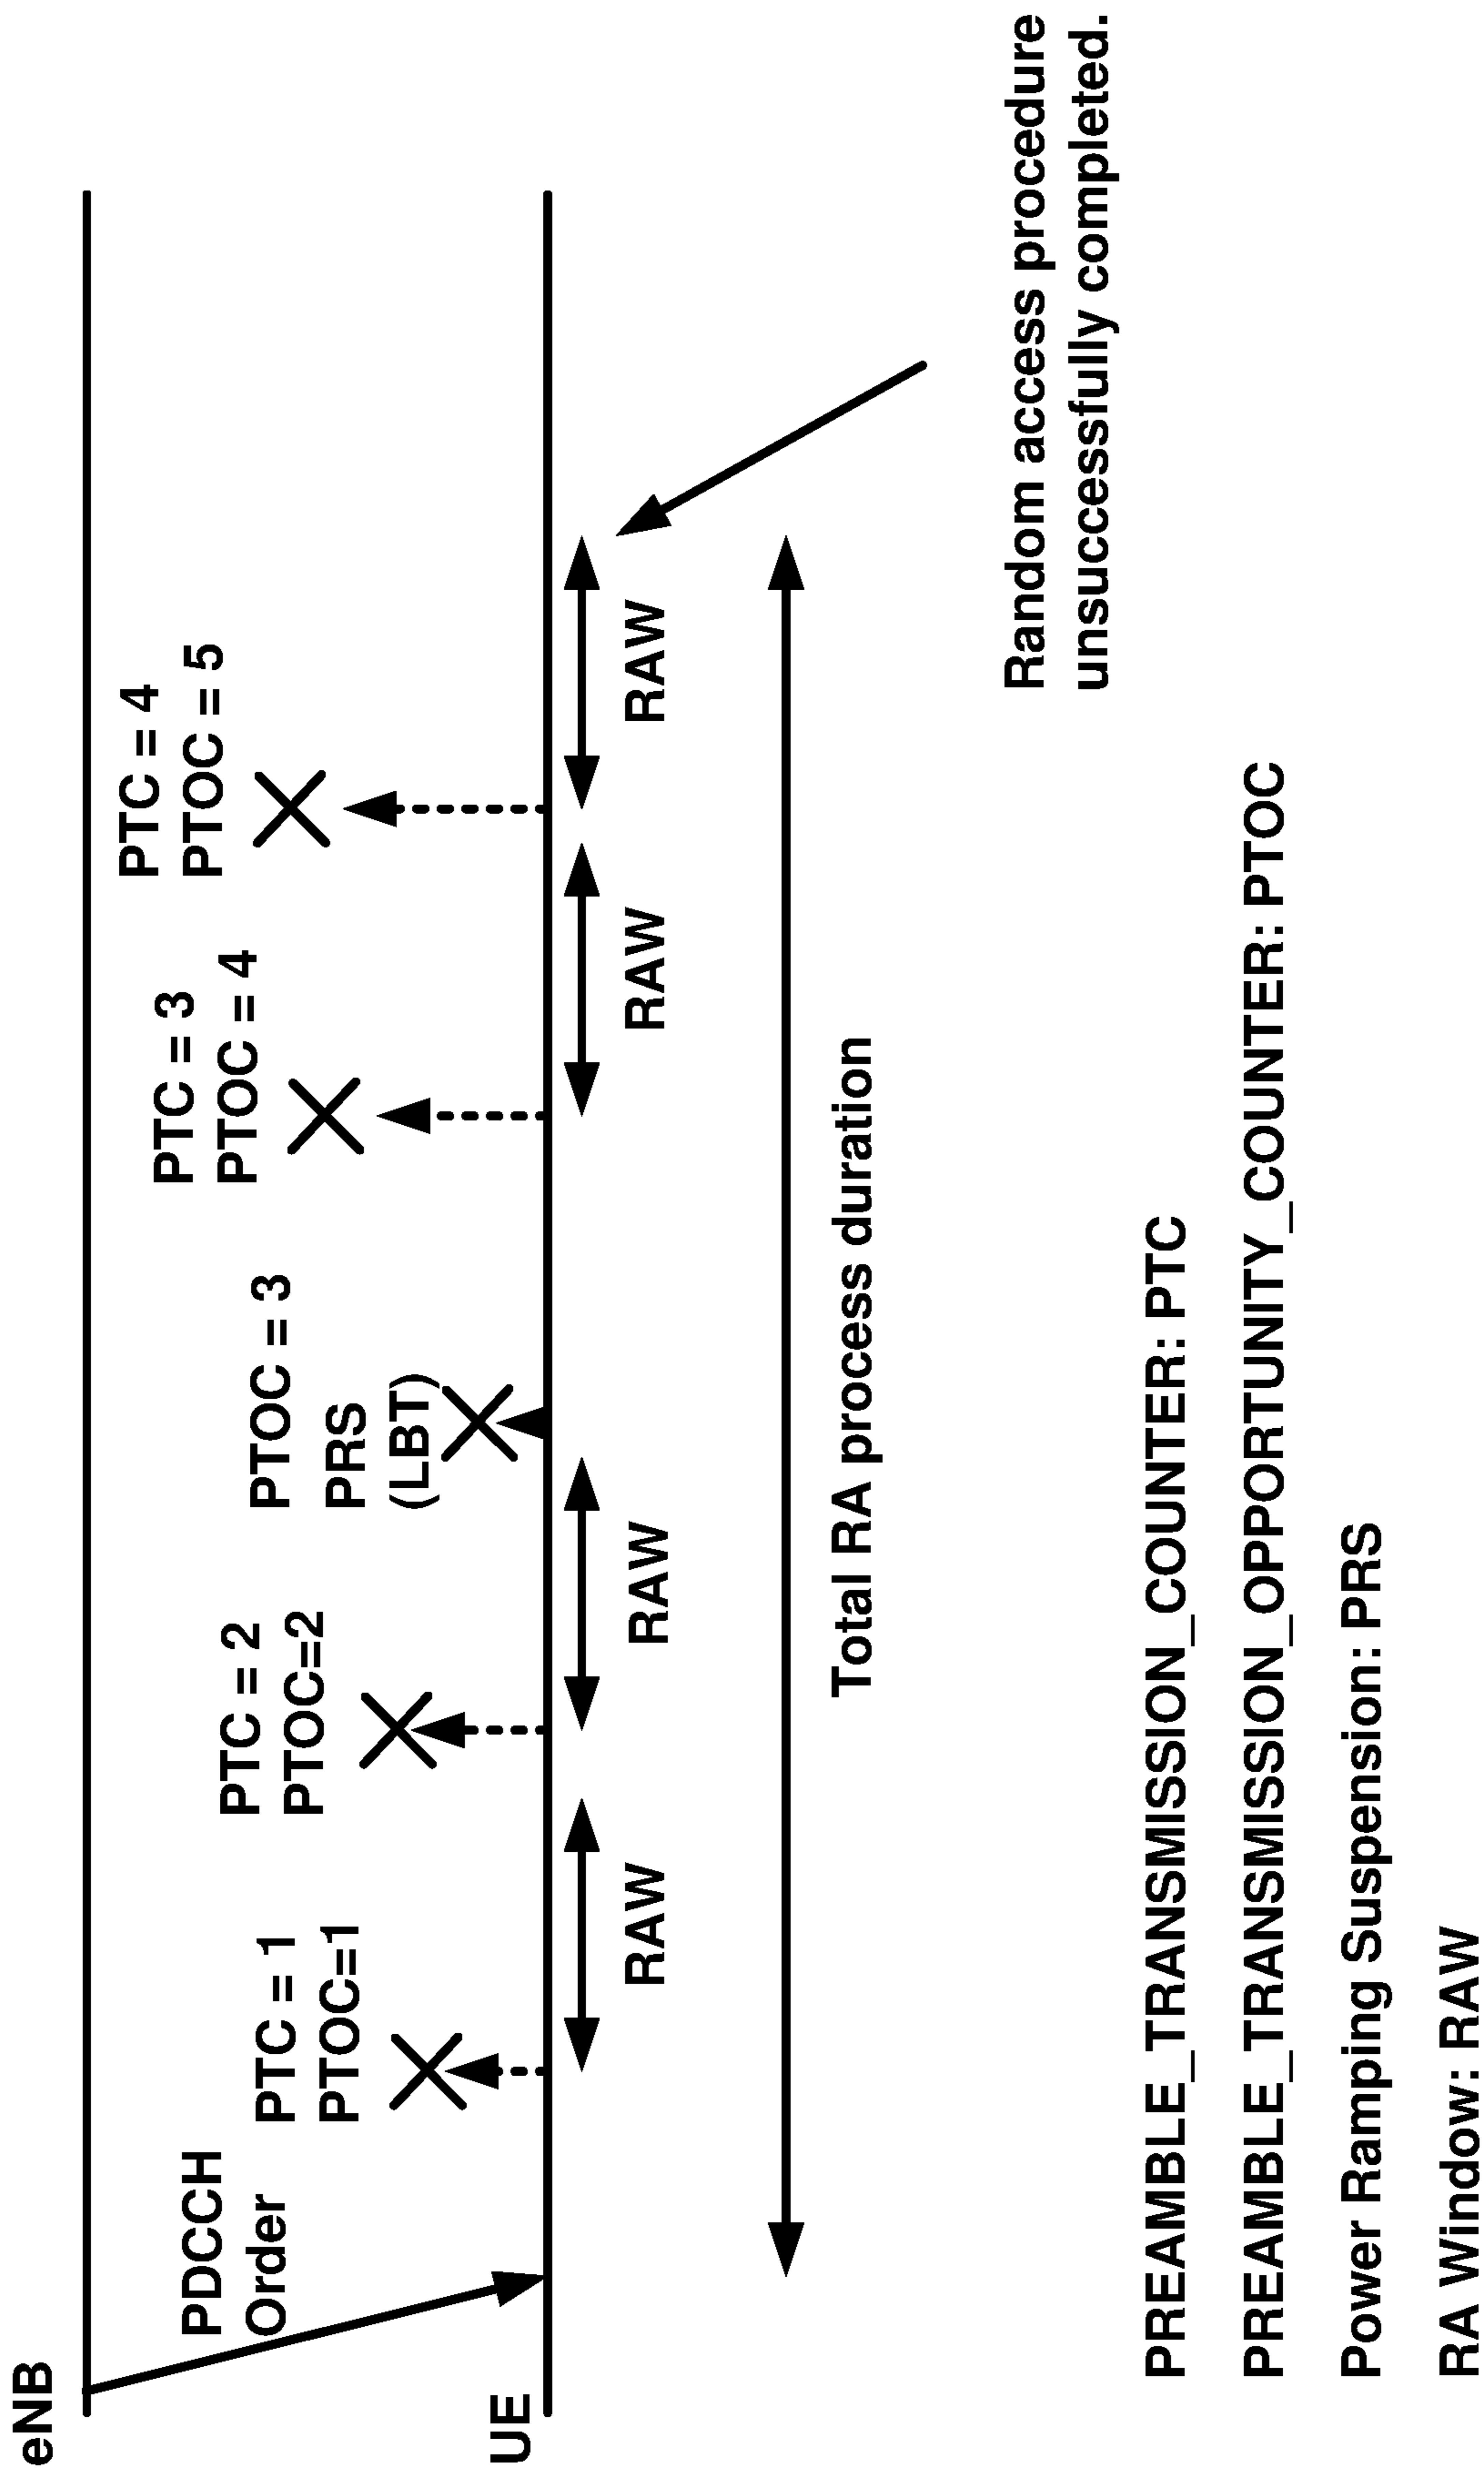 eNB
PDCCH
Order
PTC = 1
PTOC=1
PTC = 2
PTOC=2
PTOC = 3
PRS
(LBT)
PTC = 3
PTOC = 4
PTC = 4
PTOC = 5
UE
RAW
RAW
RAW
RAW
Total RA process duration
Random access procedure
unsuccessfully completed.
PREAMBLE_TRANSMISSION_COUNTER: PTC
PREAMBLE_TRANSMISSION_OPPORTUNITY_COUNTER: PTOC
Power Ramping Suspension: PRS
RA Window: RAW